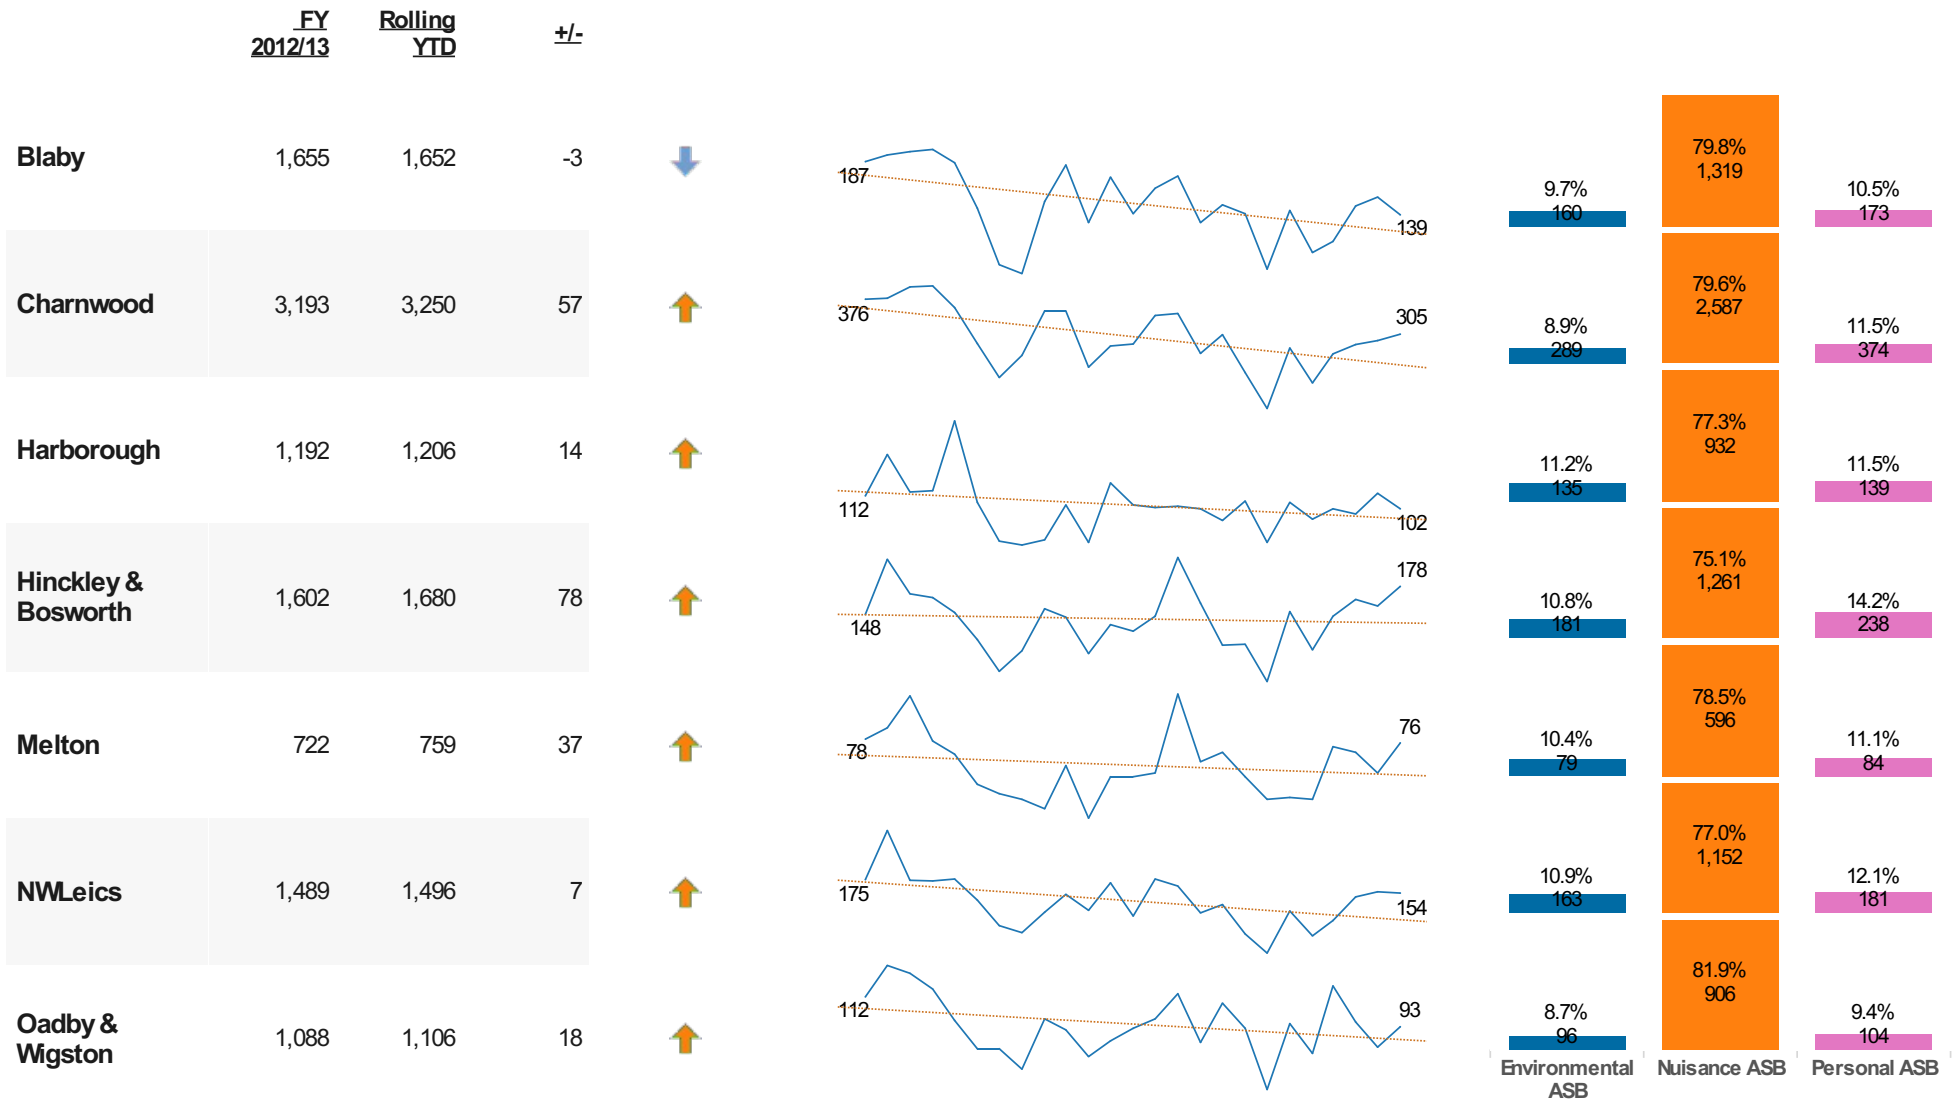 FY 2012/13 Rolling YTD +/-
Blaby 1,655 1,652 -3 187 139 9.7% 160 79.8% 1,319 10.5% 173
Charnwood 3,193 3,250 57 376 305 8.9% 289 79.6% 2,587 11.5% 374
Harborough 1,192 1,206 14 112 102 11.2% 135 77.3% 932 11.5% 139
Hinckley & Bosworth 1,602 1,680 78 148 178 10.8% 181 75.1% 1,261 14.2% 238
Melton 722 759 37 78 76 10.4% 79 78.5% 596 11.1% 84
NWLeics 1,489 1,496 7 175 154 10.9% 163 77.0% 1,152 12.1% 181
Oadby & Wigston 1,088 1,106 18 112 93 8.7% 96 81.9% 906 9.4% 104
Environmental ASB Nuisance ASB Personal ASB